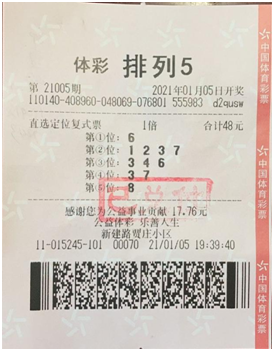 体彩 排列5
第 21005期 2021年01月05日开奖
110140-408960-048069-076801 555983 d2qusw
直选定位复式票 1倍 合计48元
第①位: 6
第②位: 1 2 3 7
第③位: 3 4 6
第④位: 3 7
第⑤位: 8
感谢您为公益事业贡献 17.76元
公益体彩 乐善人生
新建路贾庄小区
11-015245-101 00070 21/01/05 19:39:40
中国体育彩票
中国体育彩票